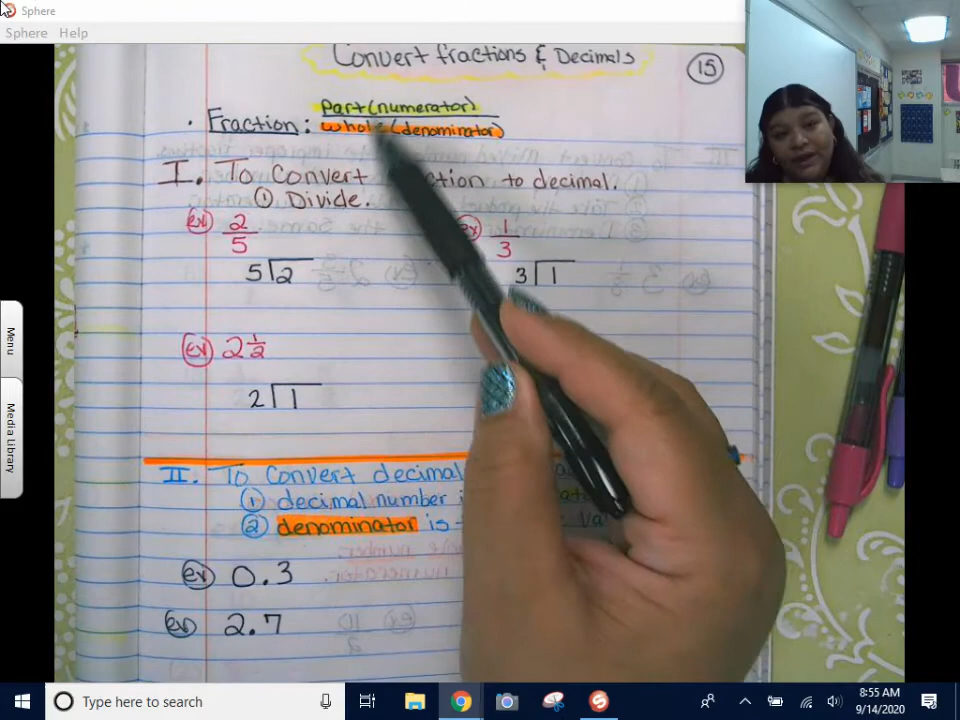 Sphere
Sphere Help
Convert fractions & Decimals
15
Fraction: Part (numerator)
whole (denominator)
I. To Convert fraction to decimal.
① Divide.
ex 2/5
ex 1/3
5 2
3 1
ex 2 1/2
2 1
II. To Convert decimal
① decimal number
② denominator is
ex 0.3
ex 2.7
Menu
Media Library
Type here to search
8:55 AM
9/14/2020